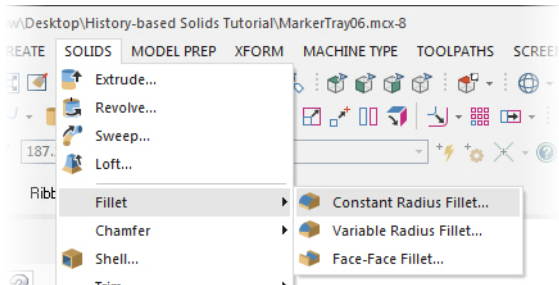 w\Desktop\History-based Solids Tutorial\MarkerTray06.mcx-8
REATE SOLIDS MODEL PREP XFORM MACHINE TYPE TOOLPATHS SCREE
Extrude...
Revolve...
Sweep...
187.
Loft...
Ribb
Fillet
Constant Radius Fillet...
Chamfer
Variable Radius Fillet...
Shell...
Face-Face Fillet...
Trim